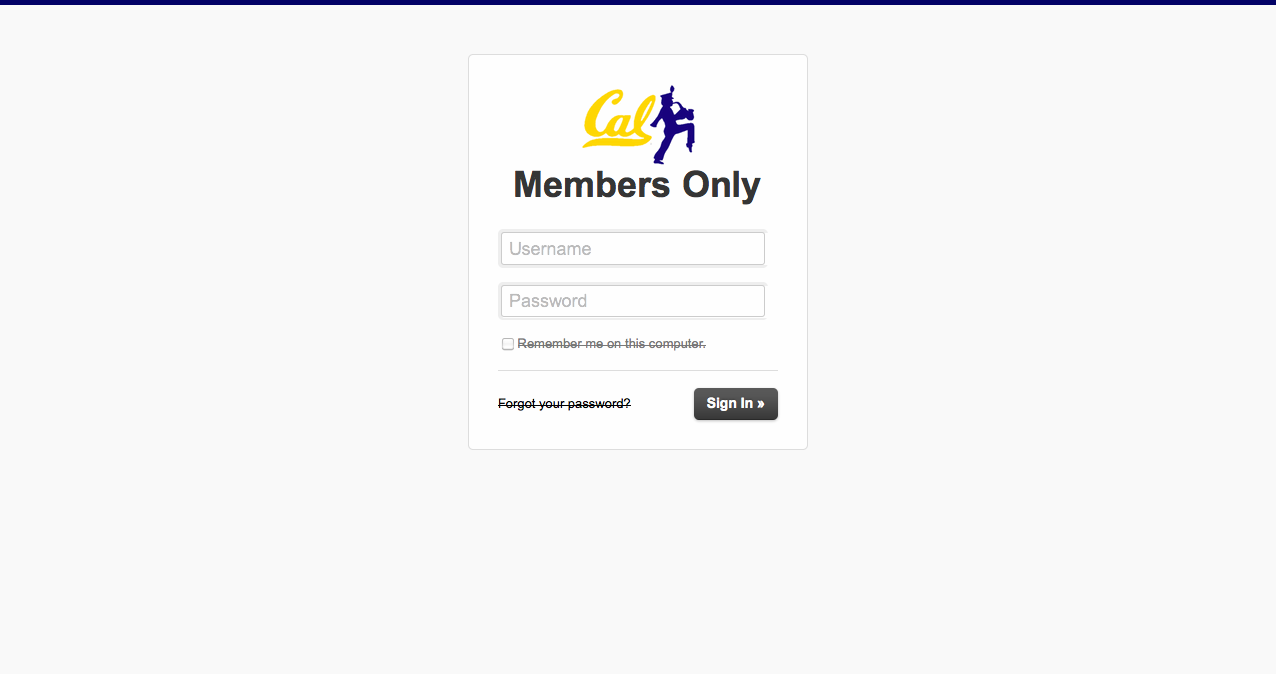 Cal
Members Only
Username
Password
Remember me on this computer.
Forgot your password?
Sign In »